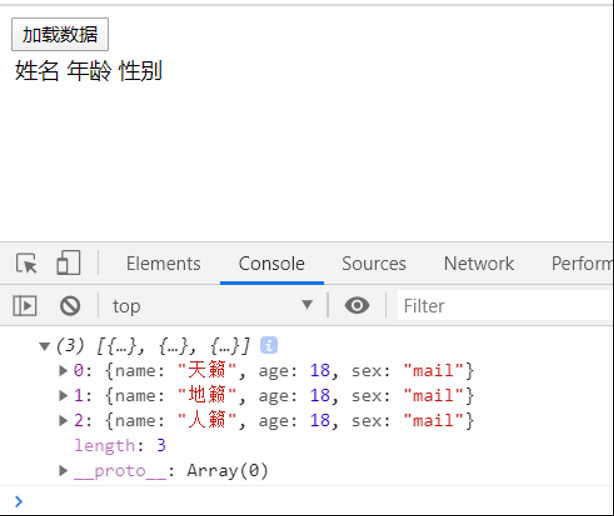 加载数据
姓名 年龄 性别
Elements Console Sources Network Perform
top Filter
(3) [{…}, {…}, {…}] i
0: {name: "天籟", age: 18, sex: "mail"}
1: {name: "地籟", age: 18, sex: "mail"}
2: {name: "人籟", age: 18, sex: "mail"}
length: 3
__proto__: Array(0)